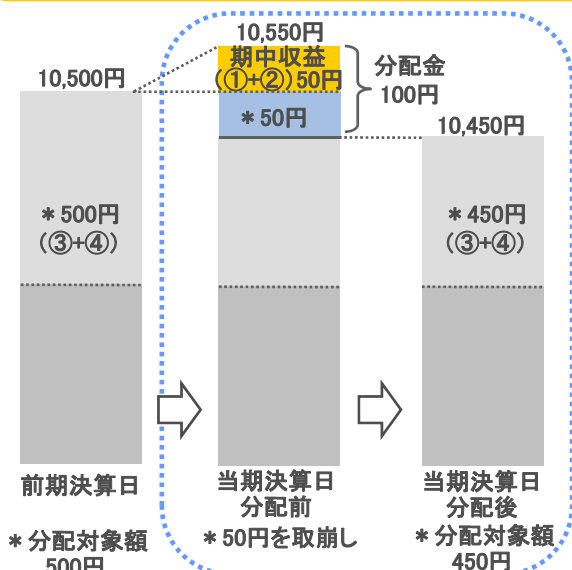 10,550円
期中収益
(①+②)50円
分配金
100円
10,500円
*50円
10,450円
*500円
(③+④)
*450円
(③+④)
前期決算日
当期決算日
分配前
当期決算日
分配後
*分配対象額
500円
*50円を取崩し
*分配対象額
450円